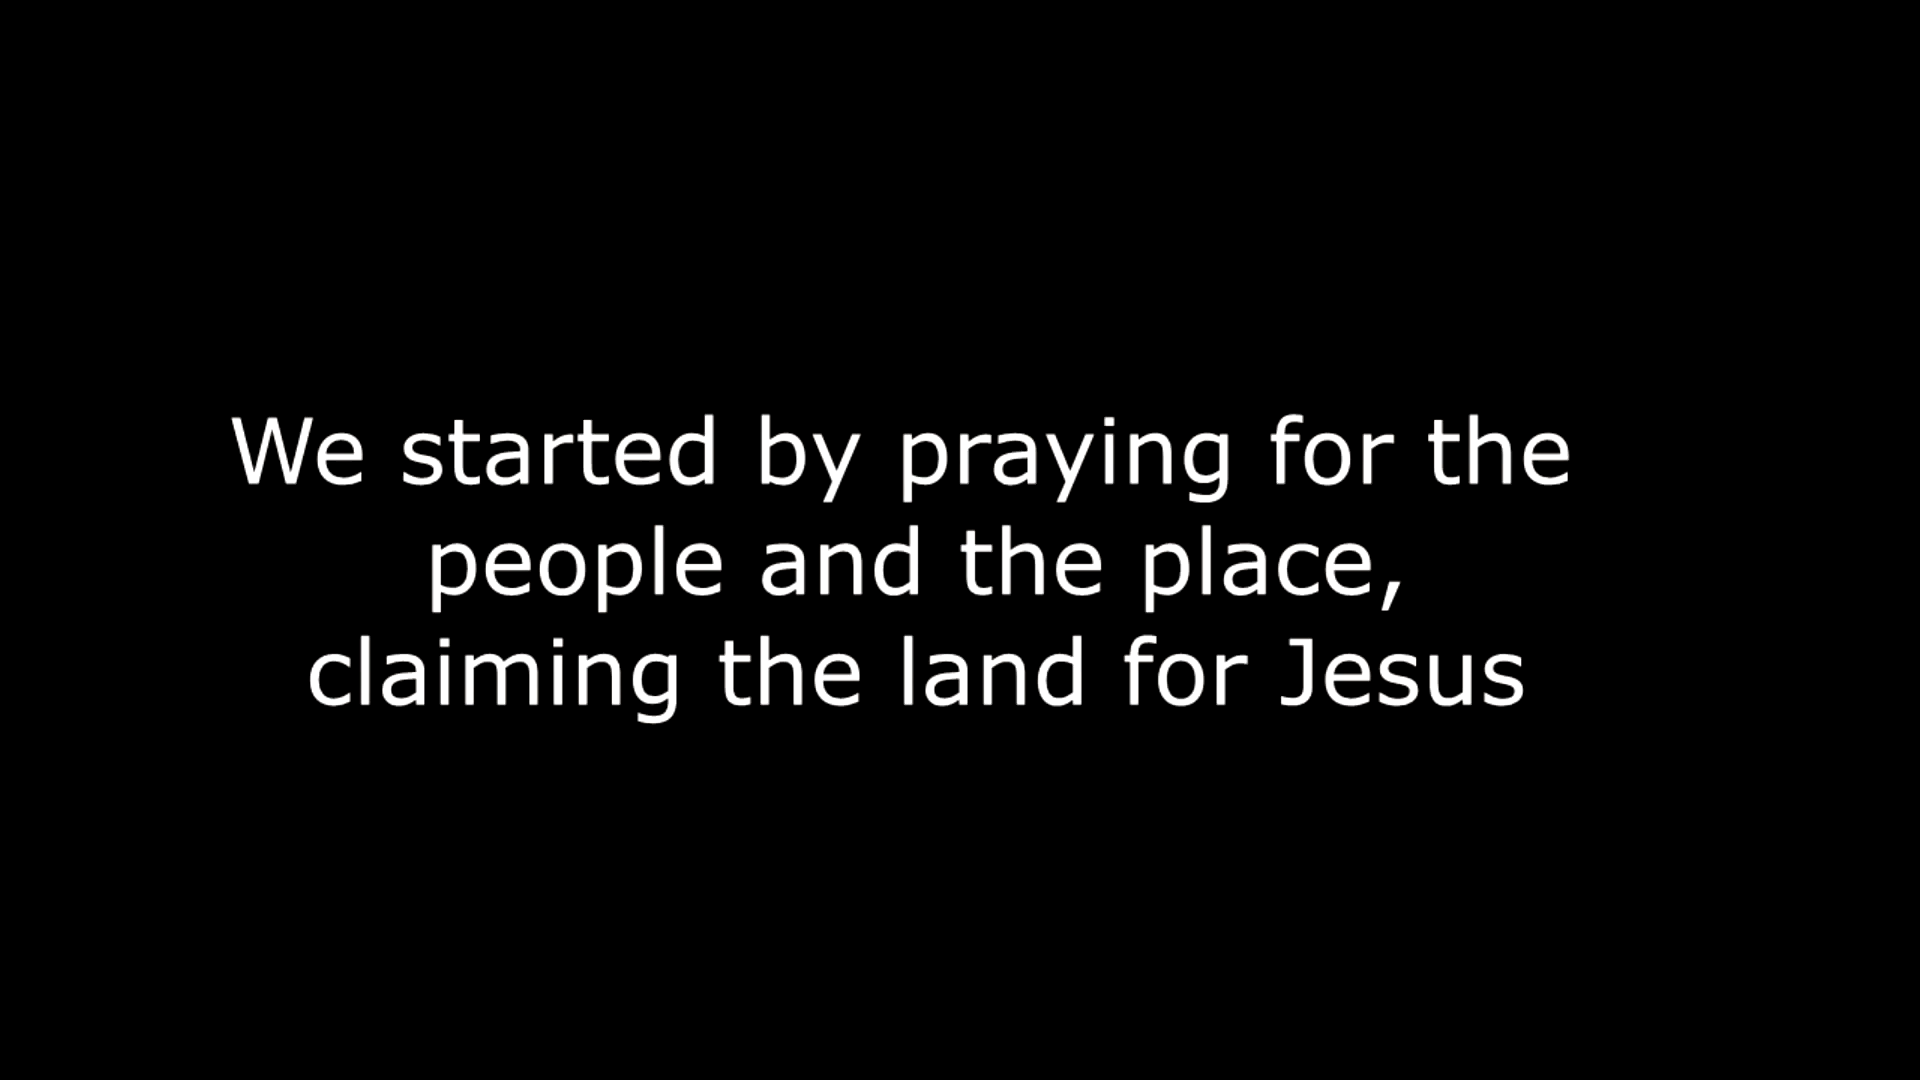 We started by praying for the
people and the place,
claiming the land for Jesus